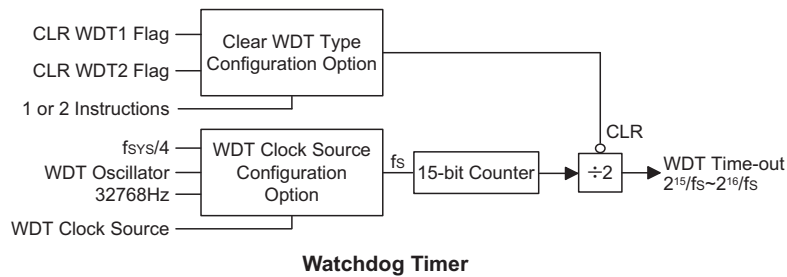 CLR WDT1 Flag
CLR WDT2 Flag
1 or 2 Instructions
Clear WDT Type
Configuration Option
CLR
fSYS/4
WDT Oscillator
32768Hz
WDT Clock Source
WDT Clock Source
Configuration
Option
fS
15-bit Counter
÷2
WDT Time-out
2¹⁵/fS~2¹⁶/fS
Watchdog Timer